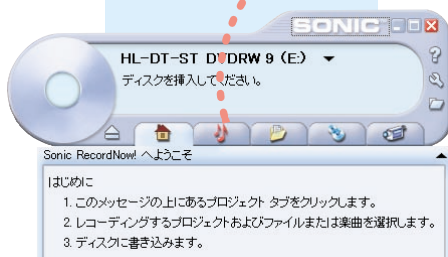 SONIC
HL-DT-ST DVDRW 9 (E:)
ディスクを挿入してください。
Sonic RecordNow! へようこそ
はじめに
1. このメッセージの上にあるプロジェクト タブをクリックします。
2. レコーディングするプロジェクトおよびファイルまたは楽曲を選択します。
3. ディスクに書き込みます。